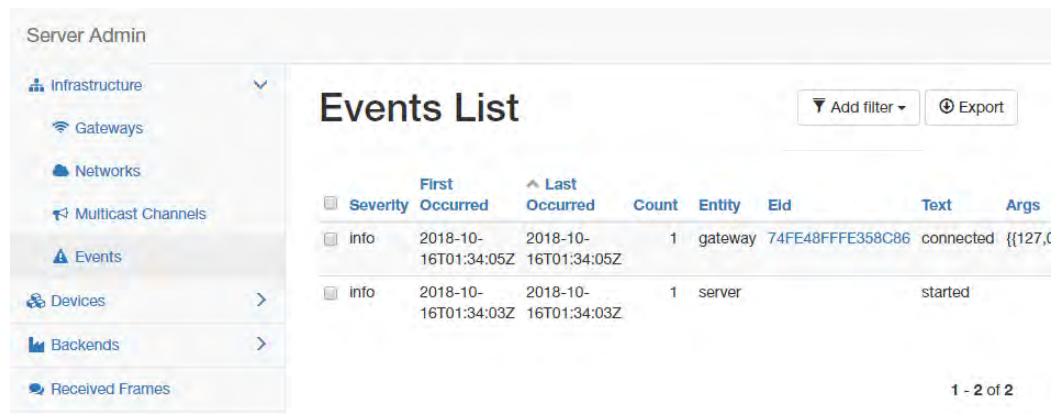 Server Admin
Infrastructure
Gateways
Networks
Multicast Channels
Events
Devices
Backends
Received Frames
Events List
Add filter
Export
Severity First Occurred Last Occurred Count Entity Eid Text Args
info 2018-10-16T01:34:05Z 2018-10-16T01:34:05Z 1 gateway 74FE48FFFE358C86 connected {{127,0
info 2018-10-16T01:34:03Z 2018-10-16T01:34:03Z 1 server started
1 - 2 of 2